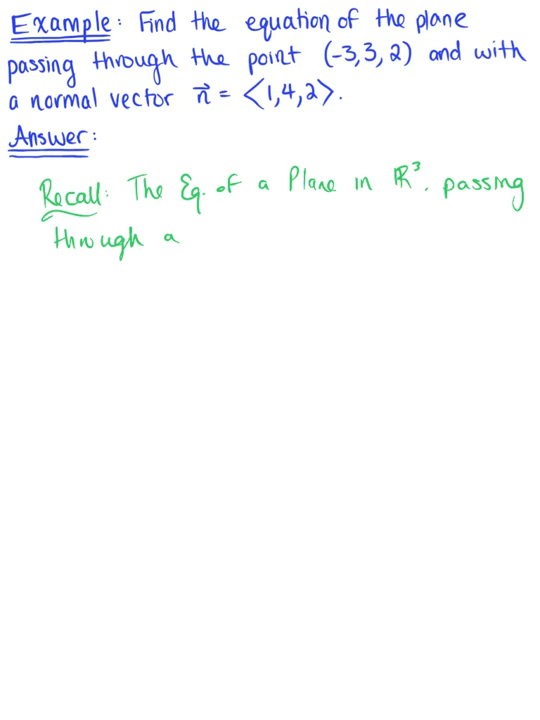 Example: Find the equation of the plane
passing through the point (-3,3,2) and with
a normal vector n⃗ = <1,4,2>.
Answer:
Recall: The Eq. of a Plane in ℝ³, passing
through a